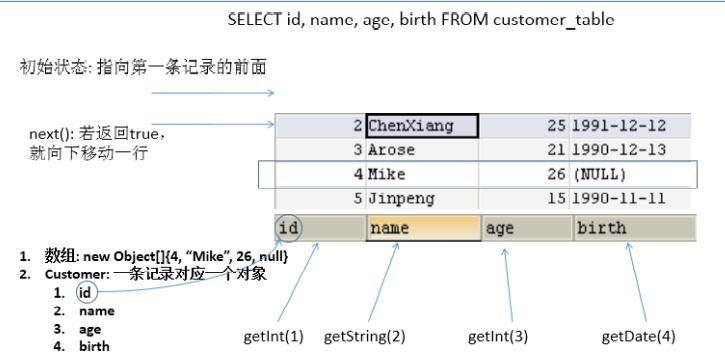 SELECT id, name, age, birth FROM customer_table
初始状态: 指向第一条记录的前面
next(): 若返回true,
就向下移动一行
2 ChenXiang 25 1991-12-12
3 Arose 21 1990-12-13
4 Mike 26 (NULL)
5 Jinpeng 15 1990-11-11
id name age birth
1. 数组: new Object[]{4, “Mike”, 26, null}
2. Customer: 一条记录对应一个对象
1. id
2. name
3. age
4. birth
getInt(1) getString(2) getInt(3) getDate(4)